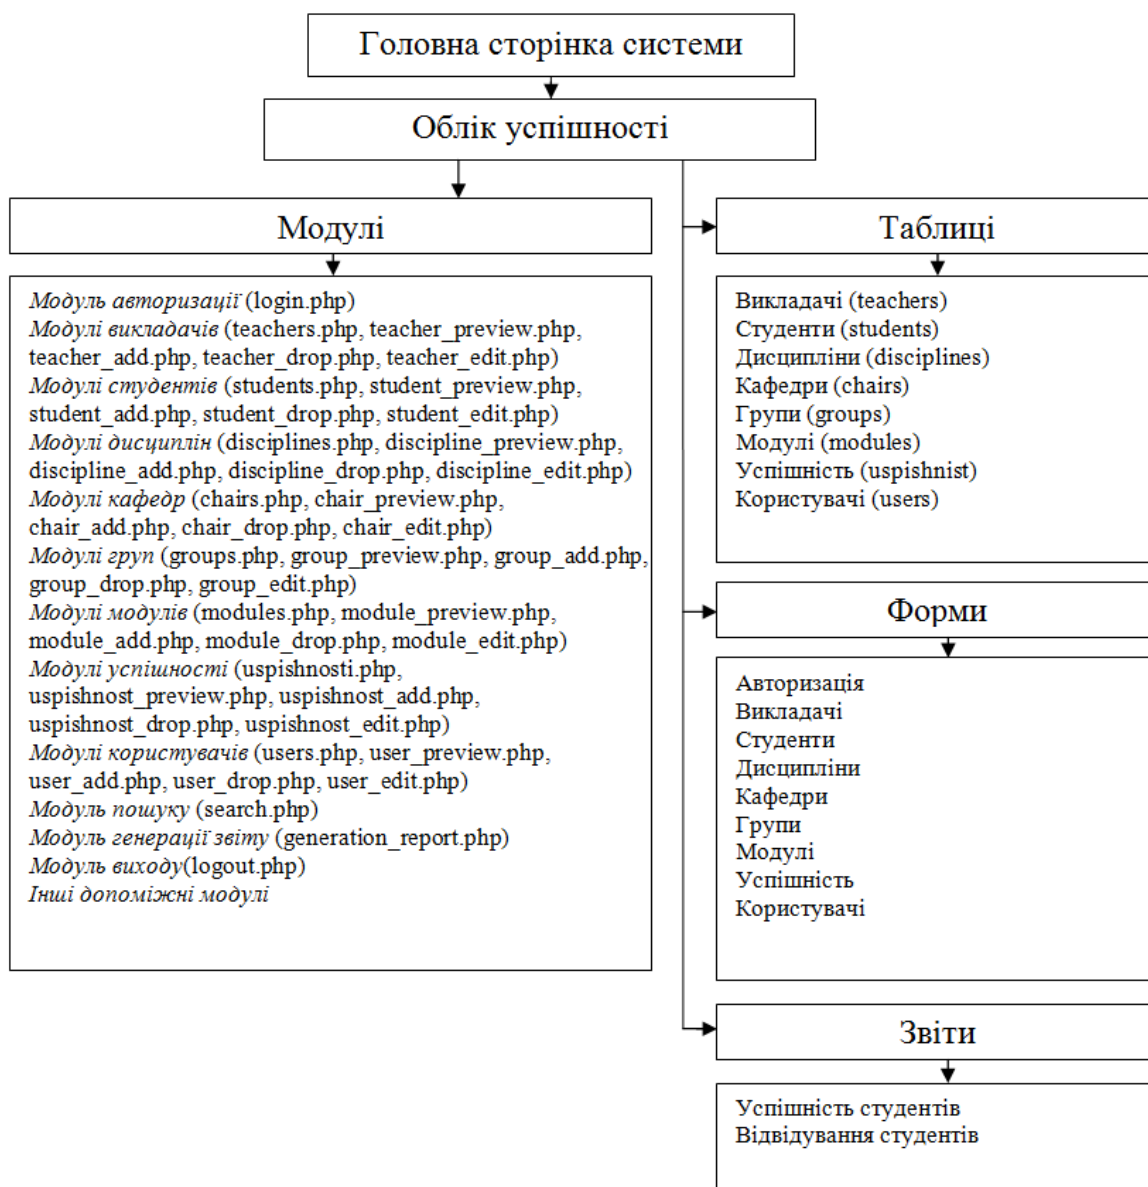 Головна сторінка системи
Облік успішності
Модулі
Модуль авторизації (login.php)
Модулі викладачів (teachers.php, teacher_preview.php,
teacher_add.php, teacher_drop.php, teacher_edit.php)
Модулі студентів (students.php, student_preview.php,
student_add.php, student_drop.php, student_edit.php)
Модулі дисциплін (disciplines.php, discipline_preview.php,
discipline_add.php, discipline_drop.php, discipline_edit.php)
Модулі кафедр (chairs.php, chair_preview.php,
chair_add.php, chair_drop.php, chair_edit.php)
Модулі груп (groups.php, group_preview.php, group_add.php,
group_drop.php, group_edit.php)
Модулі модулів (modules.php, module_preview.php,
module_add.php, module_drop.php, module_edit.php)
Модулі успішності (uspishnosti.php,
uspishnost_preview.php, uspishnost_add.php,
uspishnost_drop.php, uspishnost_edit.php)
Модулі користувачів (users.php, user_preview.php,
user_add.php, user_drop.php, user_edit.php)
Модуль пошуку (search.php)
Модуль генерації звіту (generation_report.php)
Модуль виходу(logout.php)
Інші допоміжні модулі
Таблиці
Викладачі (teachers)
Студенти (students)
Дисципліни (disciplines)
Кафедри (chairs)
Групи (groups)
Модулі (modules)
Успішність (uspishnist)
Користувачі (users)
Форми
Авторизація
Викладачі
Студенти
Дисципліни
Кафедри
Групи
Модулі
Успішність
Користувачі
Звіти
Успішність студентів
Відвідування студентів